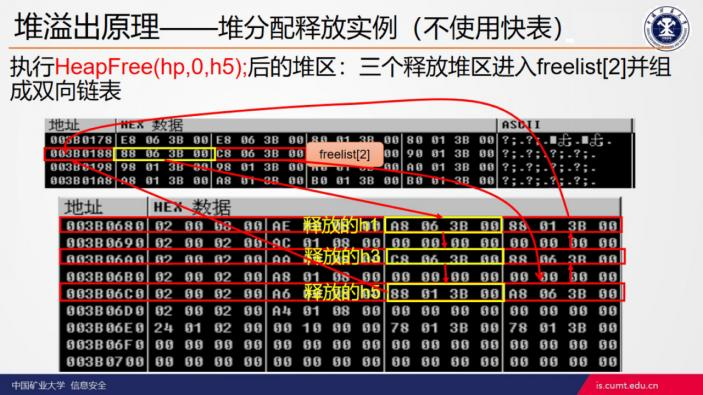 堆溢出原理——堆分配释放实例（不使用快表）
执行HeapFree(hp,0,h5);后的堆区：三个释放堆区进入freelist[2]并组
成双向链表
地址 HEX 数据 ASCII
003B0178 E8 06 3B 00 E8 06 3B 00 80 01 3B 00 80 01 3B 00
003B0188 88 06 3B 00 C8 06 3B 00 freelist[2] 90 01 3B 00
98 01 3B 00 98 01 3B 00 3B 00
003B01A8 A8 01 3B 00 A8 01 3B 00 B0 01 3B 00 B0 01 3B 00
地址 HEX 数据
003B0680 02 00 03 00 AE 释放的h1 A8 06 3B 00 88 01 3B 00
003B0690 02 00 02 00 AC 01 08 00 00 00 00 00 00 00 00 00
003B06A0 02 00 02 00 释放的h3 C8 06 3B 00 88 06 3B 00
003B06B0 02 00 02 00 A8 01 08 00 00 00 00 00 00 00 00 00
003B06C0 02 00 02 00 A6 释放的h5 88 01 3B 00 A8 06 3B 00
003B06D0 02 00 02 00 A4 01 08 00 00 00 00 00 00 00 00 00
003B06E0 24 01 02 00 00 10 00 00 78 01 3B 00 78 01 3B 00
003B06F0 00 00 00 00 00 00 00 00 00 00 00 00 00 00 00 00
003B0700 00 00 00 00 00 00 00 00 00 00 00 00 00 00 00 00
中国矿业大学 信息安全
is.cumt.edu.cn